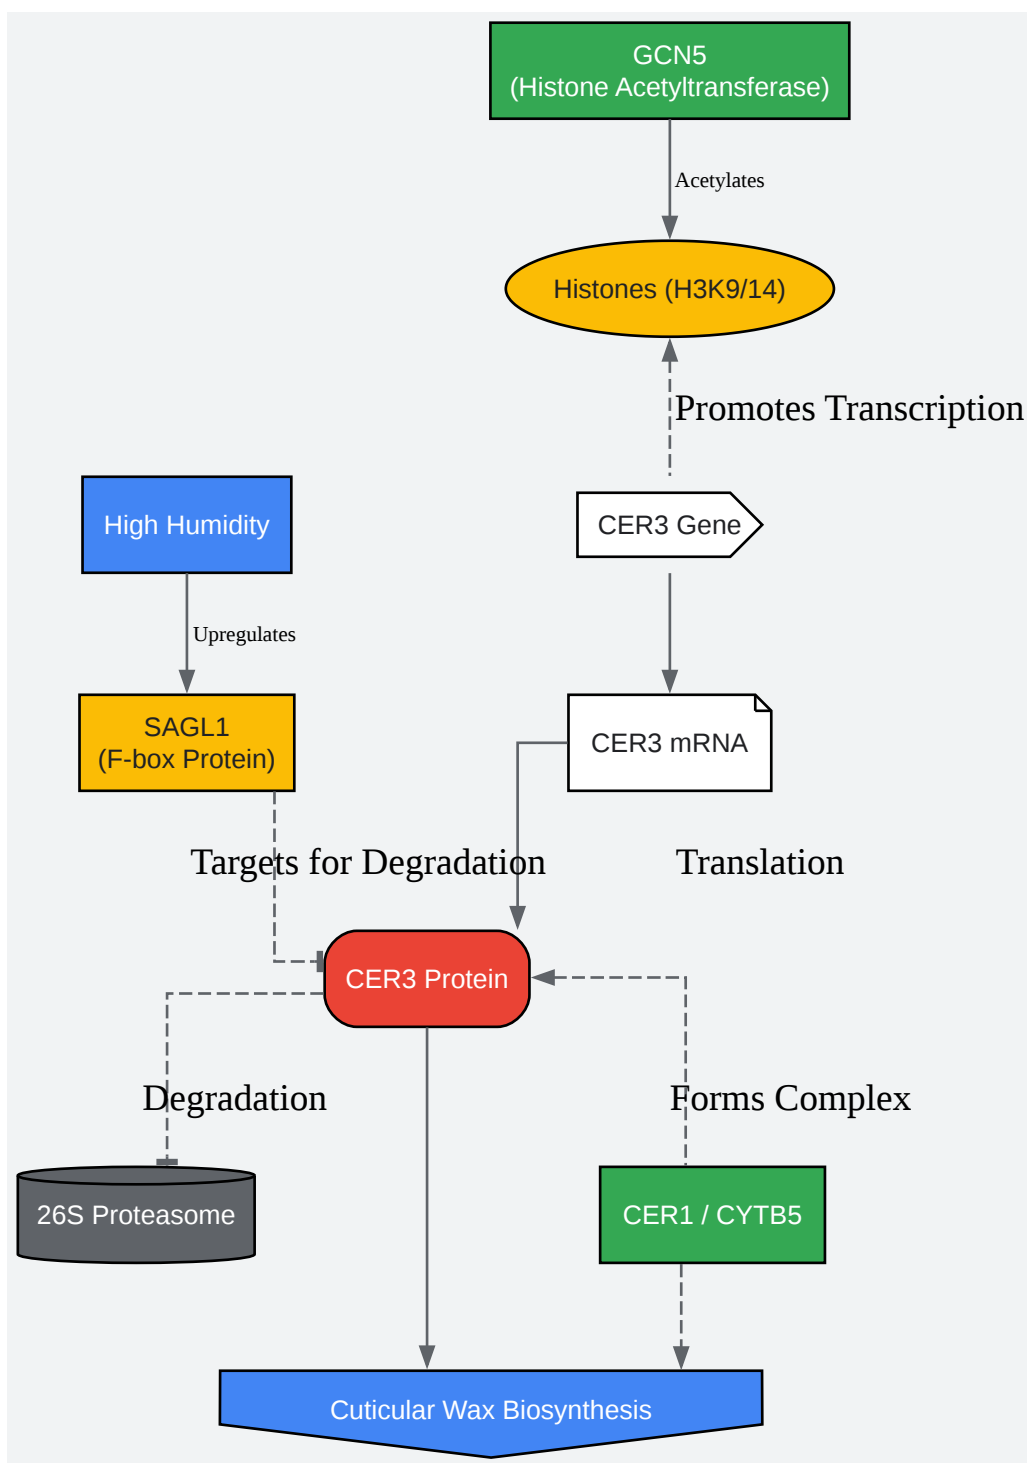 GCN5
(Histone Acetyltransferase)
Acetylates
Histones (H3K9/14)
Promotes Transcription
High Humidity
CER3 Gene
Upregulates
SAGL1
(F-box Protein)
CER3 mRNA
Targets for Degradation
Translation
CER3 Protein
Degradation
Forms Complex
26S Proteasome
CER1 / CYTB5
Cuticular Wax Biosynthesis